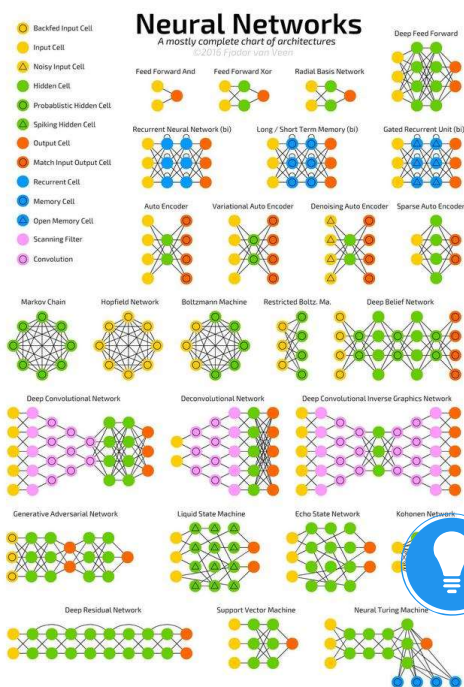 Neural Networks
A mostly complete chart of architectures
©2016 Fjodor van Veen
Backfed Input Cell
Input Cell
Noisy Input Cell
Hidden Cell
Probablistic Hidden Cell
Spiking Hidden Cell
Output Cell
Match Input Output Cell
Recurrent Cell
Memory Cell
Open Memory Cell
Scanning Filter
Convolution
Deep Feed Forward
Feed Forward And
Feed Forward Xor
Radial Basis Network
Recurrent Neural Network (bi)
Long / Short Term Memory (bi)
Gated Recurrent Unit (bi)
Auto Encoder
Variational Auto Encoder
Denoising Auto Encoder
Sparse Auto Encoder
Markov Chain
Hopfield Network
Boltzmann Machine
Restricted Boltz. Ma.
Deep Belief Network
Deep Convolutional Network
Deconvolutional Network
Deep Convolutional Inverse Graphics Network
Generative Adversarial Network
Liquid State Machine
Echo State Network
Kohonen Network
Deep Residual Network
Support Vector Machine
Neural Turing Machine